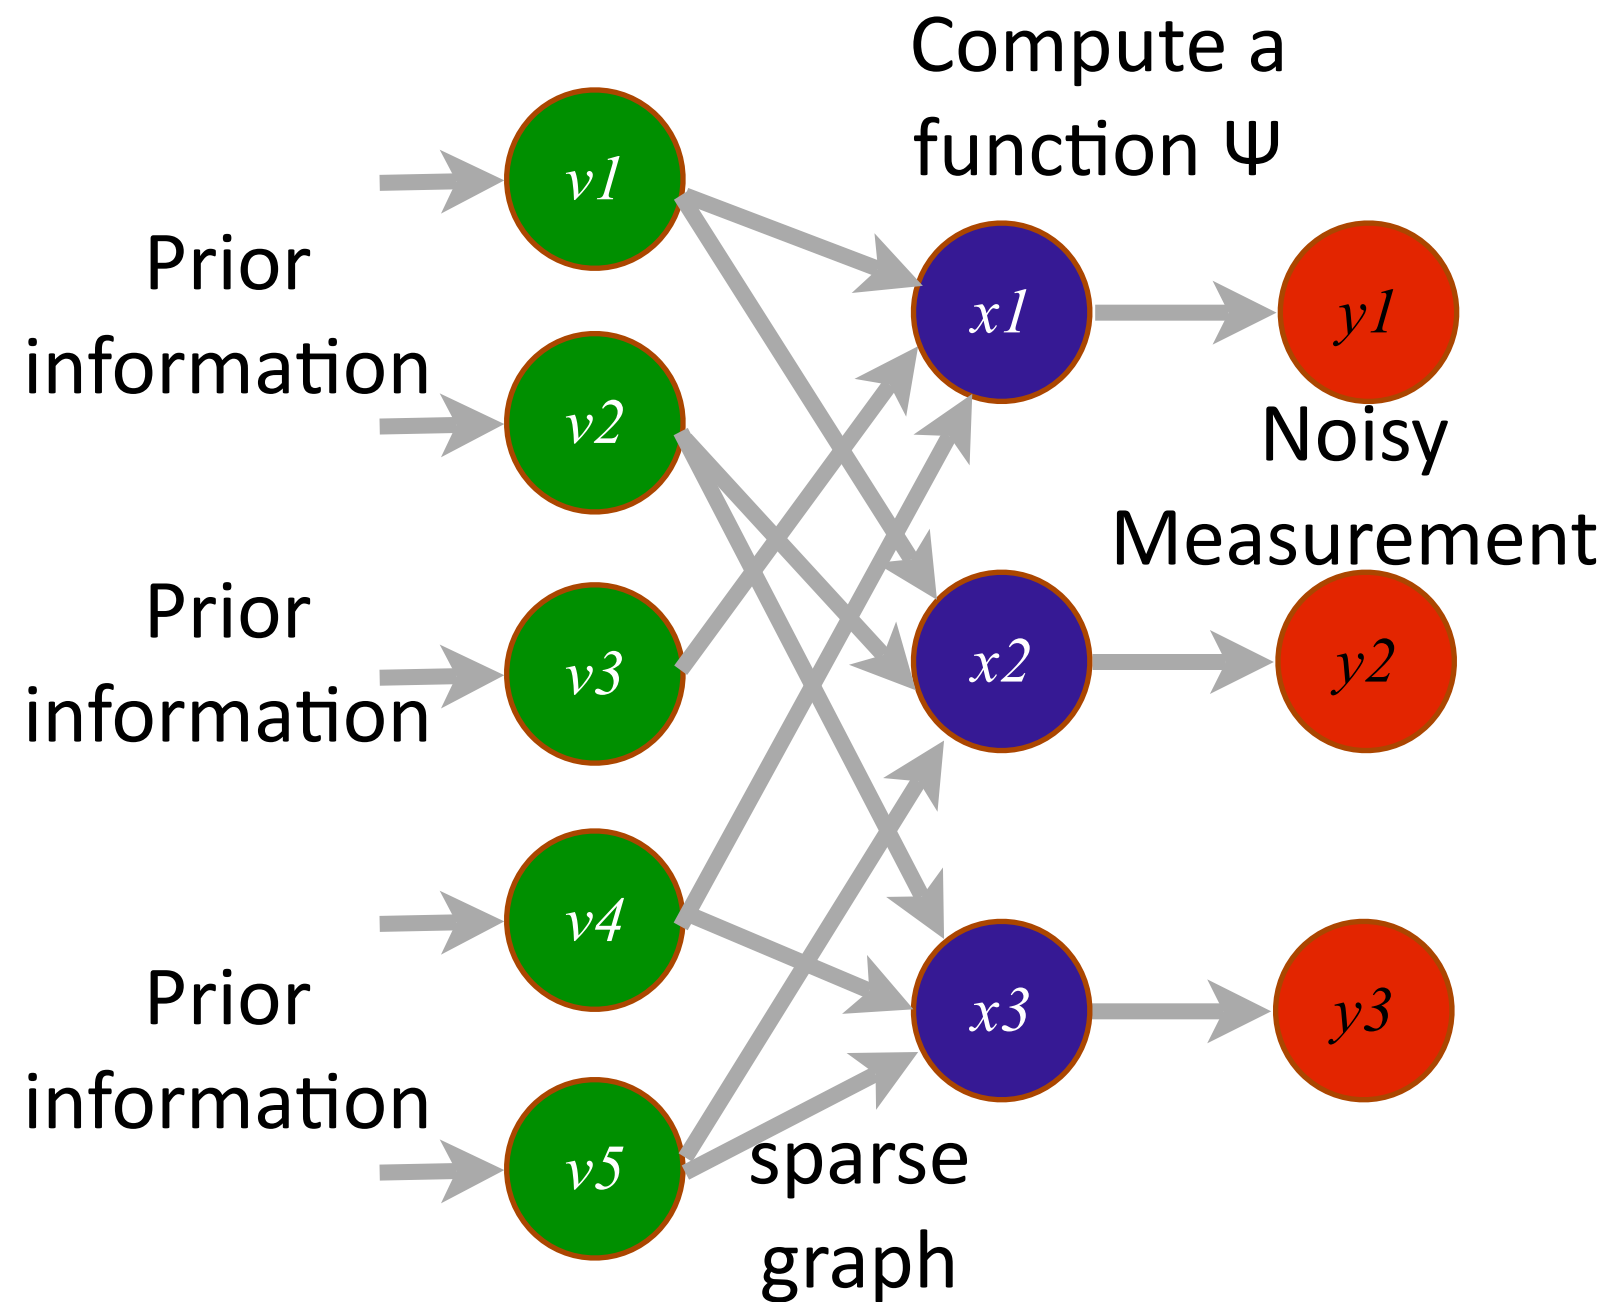 Compute a
function Ψ
v1
Prior
information
x1
y1
v2
Noisy
Measurement
Prior
information
v3
x2
y2
v4
Prior
information
x3
y3
v5
sparse
graph